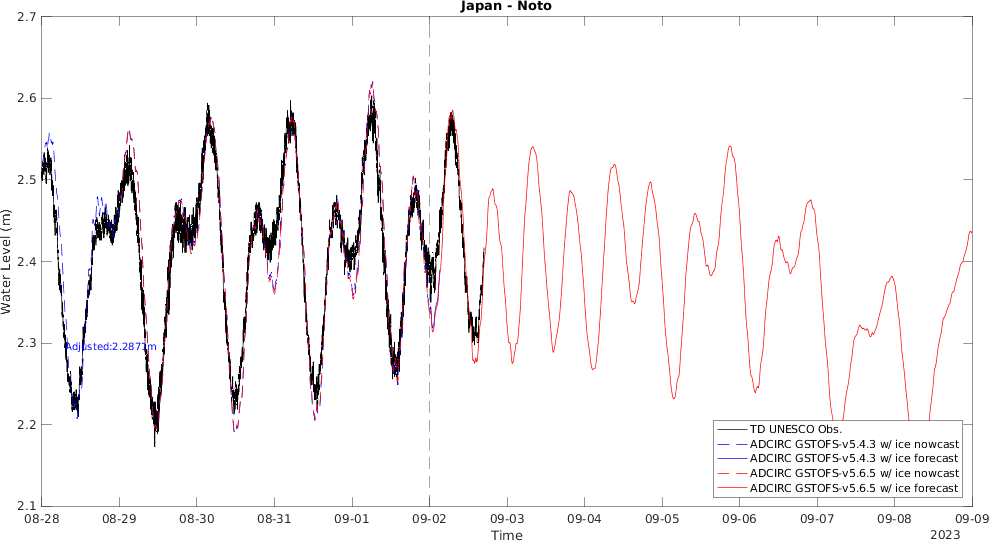 Japan - Noto
2.7
2.6
2.5
2.4
2.3
2.2
2.1
Water Level (m)
Adjusted:2.2871m
TD UNESCO Obs.
ADCIRC GSTOFS-v5.4.3 w/ ice nowcast
ADCIRC GSTOFS-v5.4.3 w/ ice forecast
ADCIRC GSTOFS-v5.6.5 w/ ice nowcast
ADCIRC GSTOFS-v5.6.5 w/ ice forecast
08-28 08-29 08-30 08-31 09-01 09-02 09-03 09-04 09-05 09-06 09-07 09-08 09-09
Time
2023